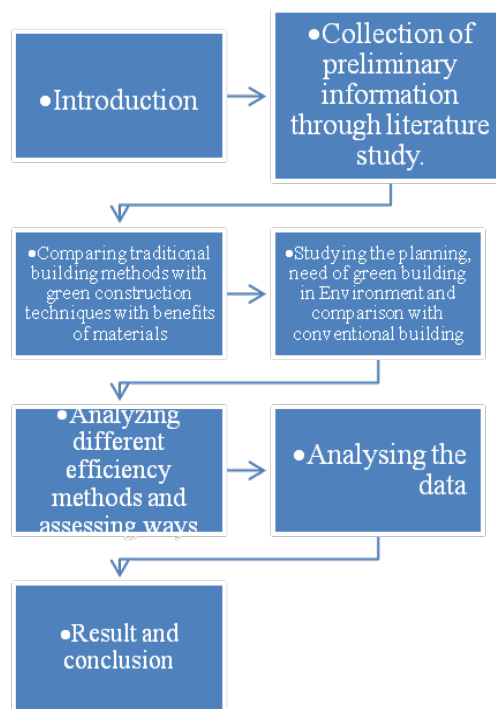 •Introduction
•Collection of
preliminary
information
through literature
study.
•Comparing traditional
building methods with
green construction
techniques with benefits
of materials
•Studying the planning,
need of green building
in Environment and
comparison with
conventional building
•Analyzing
different
efficiency
methods and
assessing ways
•Analysing the
data
•Result and
conclusion